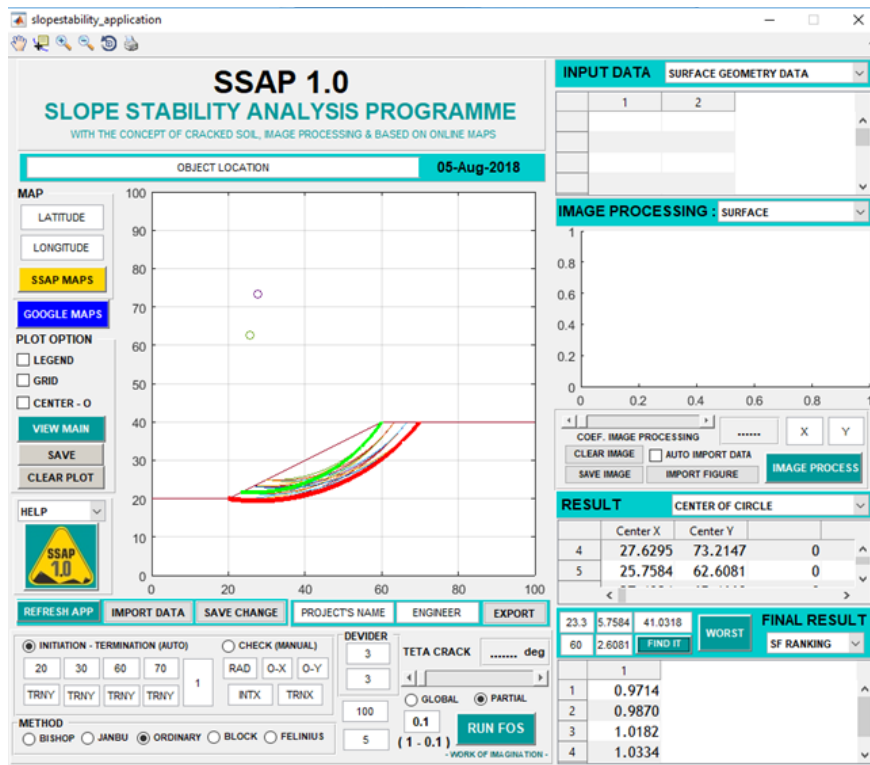 slopestability_application
SSAP 1.0
SLOPE STABILITY ANALYSIS PROGRAMME
WITH THE CONCEPT OF CRACKED SOIL, IMAGE PROCESSING & BASED ON ONLINE MAPS
OBJECT LOCATION 05-Aug-2018
MAP
LATITUDE
LONGITUDE
SSAP MAPS
GOOGLE MAPS
PLOT OPTION
LEGEND
GRID
CENTER - O
VIEW MAIN
SAVE
CLEAR PLOT
HELP
SSAP
1.0
100
90
80
70
60
50
40
30
20
10
0
0 20 40 60 80 100
REFRESH APP IMPORT DATA SAVE CHANGE PROJECT'S NAME ENGINEER EXPORT
INITIATION - TERMINATION (AUTO) CHECK (MANUAL)
20 30 60 70 1 RAD O-X O-Y
TRNY TRNY TRNY TRNY INTX TRNX
METHOD
BISHOP JANBU ORDINARY BLOCK FELINIUS
DEVIDER
3
3
100
5
TETA CRACK ....... deg
GLOBAL PARTIAL
0.1
( 1 - 0.1 )
RUN FOS
- WORK OF IMAGINATION -
INPUT DATA SURFACE GEOMETRY DATA
1 2
IMAGE PROCESSING : SURFACE
1
0.8
0.6
0.4
0.2
0
0 0.2 0.4 0.6 0.8 1
COEF. IMAGE PROCESSING ...... X Y
CLEAR IMAGE AUTO IMPORT DATA
SAVE IMAGE IMPORT FIGURE IMAGE PROCESS
RESULT CENTER OF CIRCLE
Center X Center Y
4 27.6295 73.2147 0
5 25.7584 62.6081 0
23.3 5.7584 41.0318 WORST FINAL RESULT
60 2.6081 FIND IT SF RANKING
1
1 0.9714
2 0.9870
3 1.0182
4 1.0334